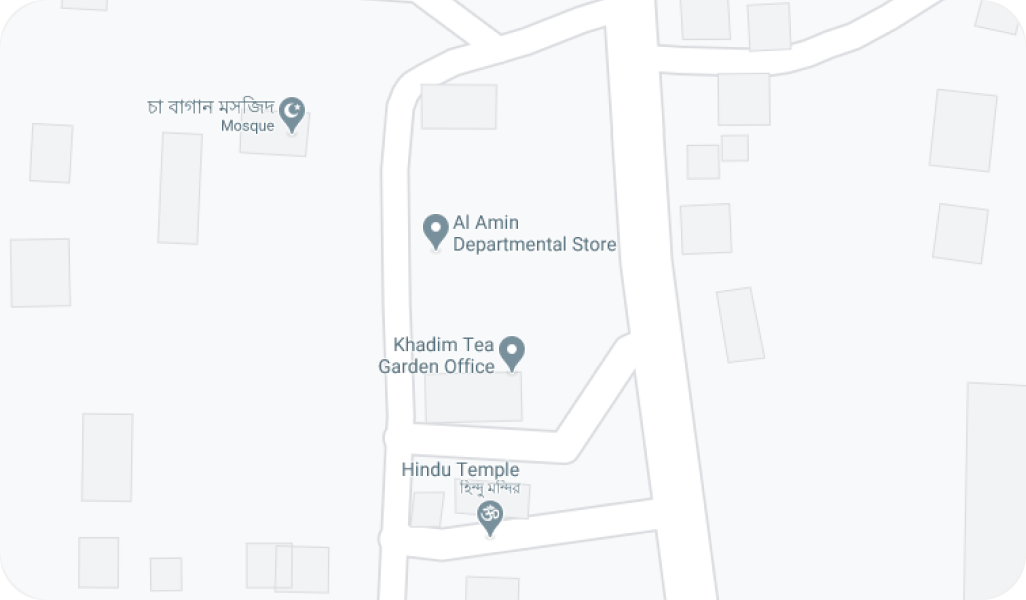 চা বাগান মসজিদ
Mosque
Al Amin
Departmental Store
Khadim Tea
Garden Office
Hindu Temple
হিন্দু মন্দির